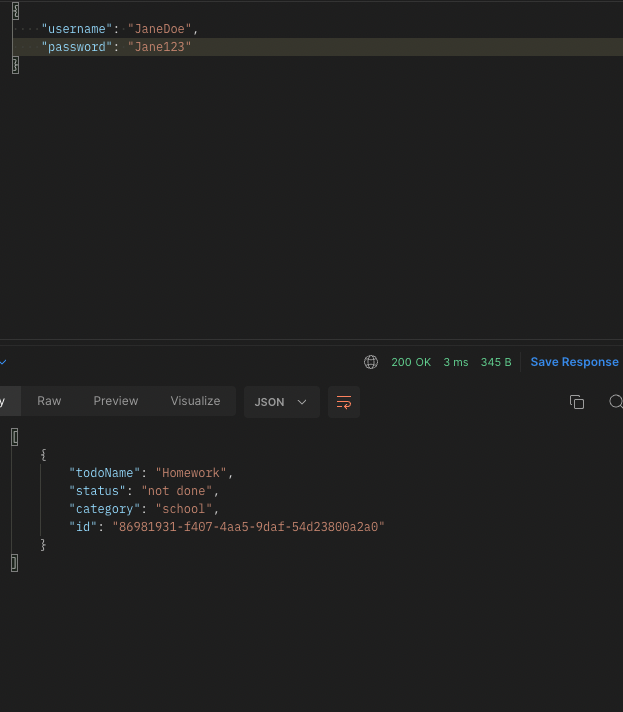 {
"username": "JaneDoe",
"password": "Jane123"
}
200 OK 3 ms 345 B Save Response
y Raw Preview Visualize JSON
[
{
"todoName": "Homework",
"status": "not done",
"category": "school",
"id": "86981931-f407-4aa5-9daf-54d23800a2a0"
}
]